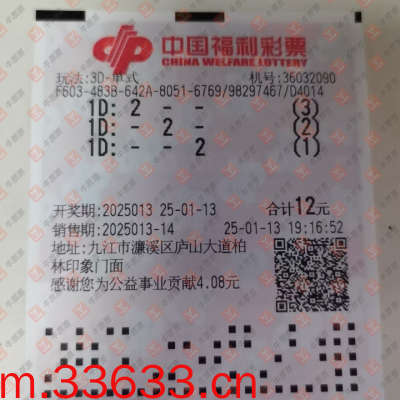 中国福利彩票
CHINA WELFARE LOTTERY
玩法:3D-单式 机号:36032090
F603-483B-642A-8051-6769/98297467/D4014
1D: 2 - - (3)
1D: - 2 - (2)
1D: - - 2 (1)
开奖期:2025013 25-01-13 合计12元
销售期:2025013-14 25-01-13 19:16:52
地址:九江市濂溪区庐山大道柏
林印象门面
感谢您为公益事业贡献4.08元
m.33633.cn